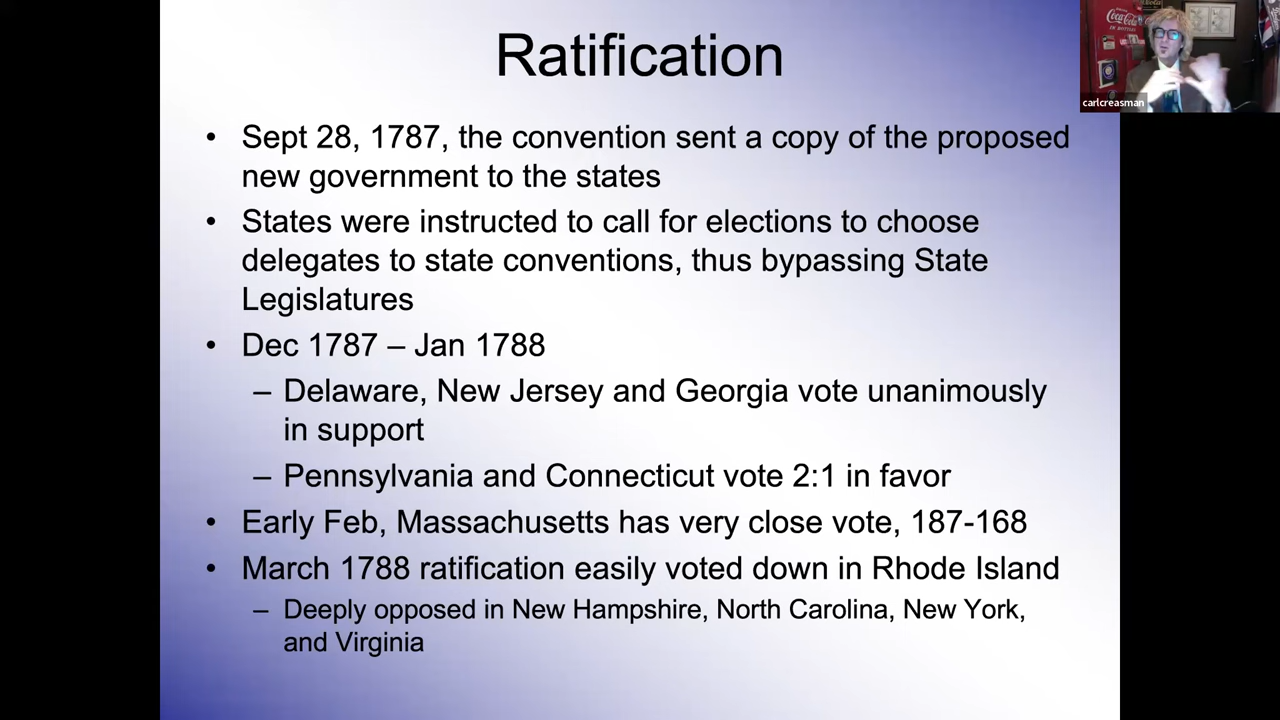 Ratification
• Sept 28, 1787, the convention sent a copy of the proposed
new government to the states
• States were instructed to call for elections to choose
delegates to state conventions, thus bypassing State
Legislatures
• Dec 1787 – Jan 1788
– Delaware, New Jersey and Georgia vote unanimously
in support
– Pennsylvania and Connecticut vote 2:1 in favor
• Early Feb, Massachusetts has very close vote, 187-168
• March 1788 ratification easily voted down in Rhode Island
– Deeply opposed in New Hampshire, North Carolina, New York,
and Virginia
Coca-Cola
IN BOTTLES
carlcreasman